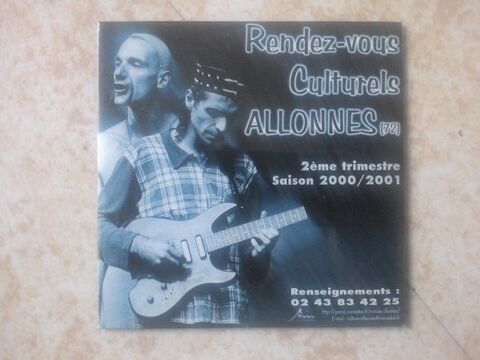 Rendez-vous
Culturels
ALLONNES (72)
2ème trimestre
Saison 2000/2001
Renseignements :
02 43 83 42 25